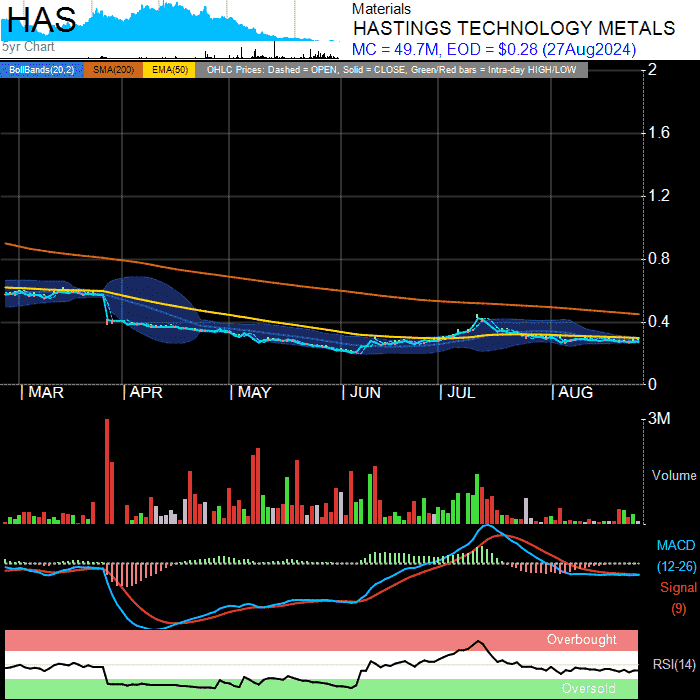 HAS
5yr Chart
Materials
HASTINGS TECHNOLOGY METALS
MC = 49.7M, EOD = $0.28 (27Aug2024)
BollBands(20,2) SMA(200) EMA(50) OHLC Prices: Dashed = OPEN, Solid = CLOSE, Green/Red bars = Intra-day HIGH/LOW
2
1.6
1.2
0.8
0.4
0
MAR APR MAY JUN JUL AUG
3M
Volume
MACD
(12-26)
Signal
(9)
Overbought
RSI(14)
Oversold